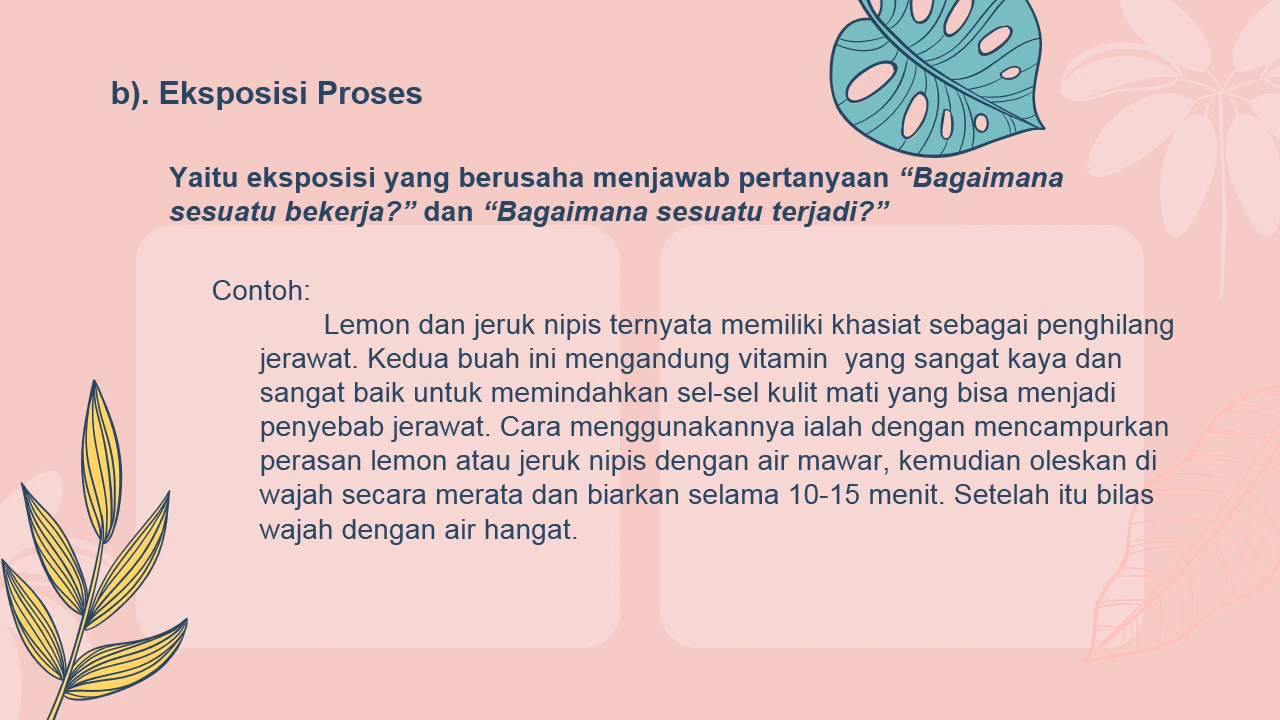 b). Eksposisi Proses
Yaitu eksposisi yang berusaha menjawab pertanyaan “Bagaimana
sesuatu bekerja?” dan “Bagaimana sesuatu terjadi?”
Contoh:
Lemon dan jeruk nipis ternyata memiliki khasiat sebagai penghilang
jerawat. Kedua buah ini mengandung vitamin  yang sangat kaya dan
sangat baik untuk memindahkan sel-sel kulit mati yang bisa menjadi
penyebab jerawat. Cara menggunakannya ialah dengan mencampurkan
perasan lemon atau jeruk nipis dengan air mawar, kemudian oleskan di
wajah secara merata dan biarkan selama 10-15 menit. Setelah itu bilas
wajah dengan air hangat.